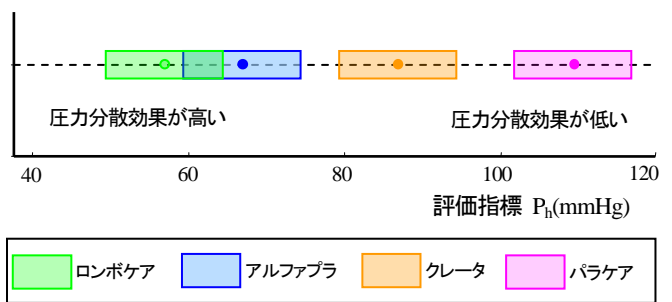 圧力分散効果が高い 圧力分散効果が低い
40 60 80 100 120
評価指標 Ph(mmHg)
ロンボケア アルファプラ クレータ パラケア